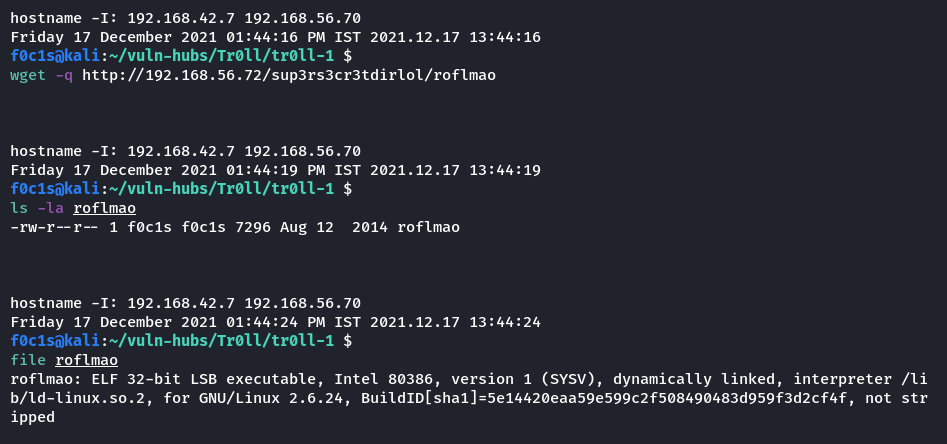 hostname -I: 192.168.42.7 192.168.56.70
Friday 17 December 2021 01:44:16 PM IST 2021.12.17 13:44:16
f0c1s@kali:~/vuln-hubs/Tr0ll/tr0ll-1 $
wget -q http://192.168.56.72/sup3rs3cr3tdirlol/roflmao
hostname -I: 192.168.42.7 192.168.56.70
Friday 17 December 2021 01:44:19 PM IST 2021.12.17 13:44:19
f0c1s@kali:~/vuln-hubs/Tr0ll/tr0ll-1 $
ls -la roflmao
-rw-r--r-- 1 f0c1s f0c1s 7296 Aug 12  2014 roflmao
hostname -I: 192.168.42.7 192.168.56.70
Friday 17 December 2021 01:44:24 PM IST 2021.12.17 13:44:24
f0c1s@kali:~/vuln-hubs/Tr0ll/tr0ll-1 $
file roflmao
roflmao: ELF 32-bit LSB executable, Intel 80386, version 1 (SYSV), dynamically linked, interpreter /li
b/ld-linux.so.2, for GNU/Linux 2.6.24, BuildID[sha1]=5e14420eaa59e599c2f508490483d959f3d2cf4f, not str
ipped